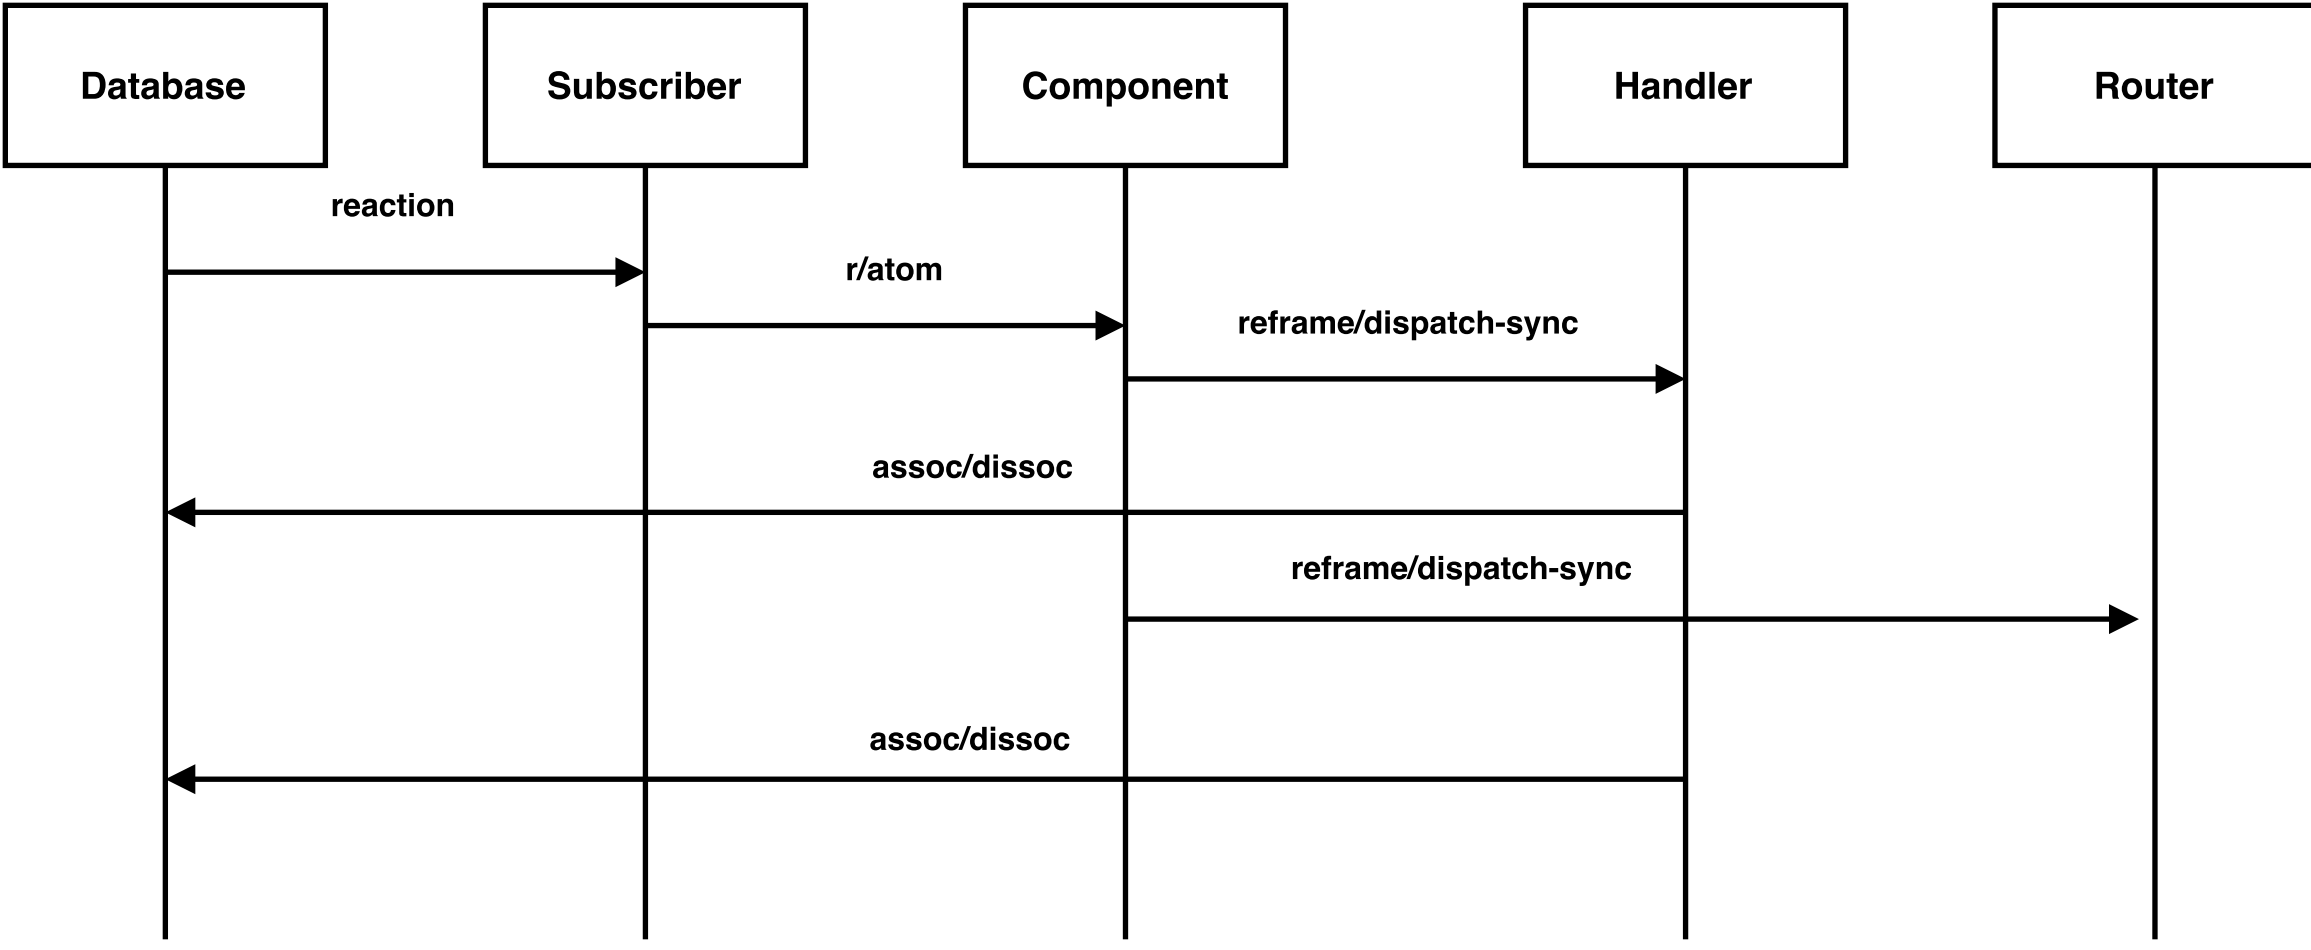 Database
Subscriber
Component
Handler
Router
reaction
r/atom
reframe/dispatch-sync
assoc/dissoc
reframe/dispatch-sync
assoc/dissoc